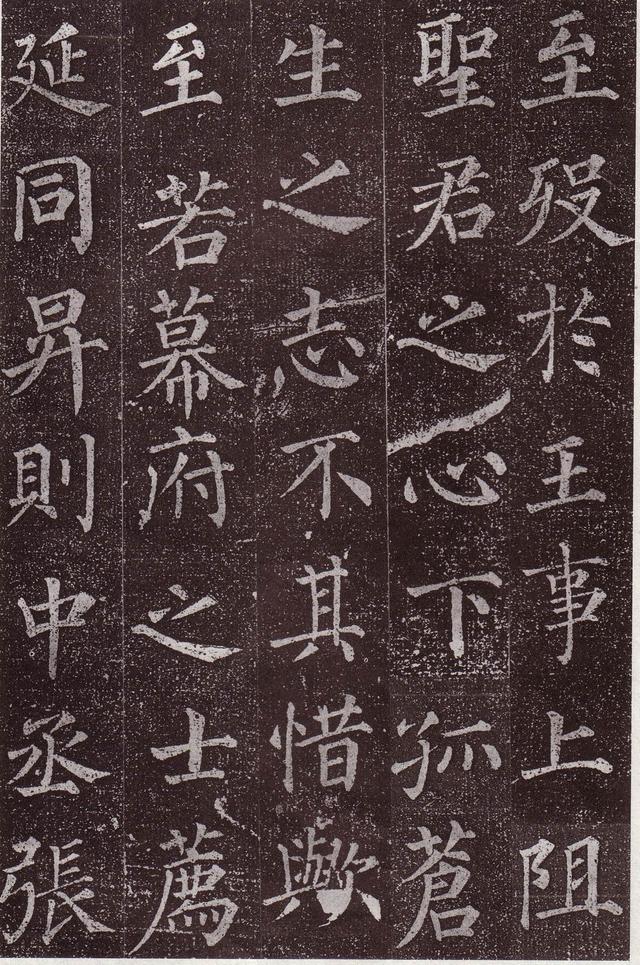 至殁於王事上阻
聖君之心下孤蒼
生之志不其惜歟
至若幕府之士薦
延同昇則中丞張